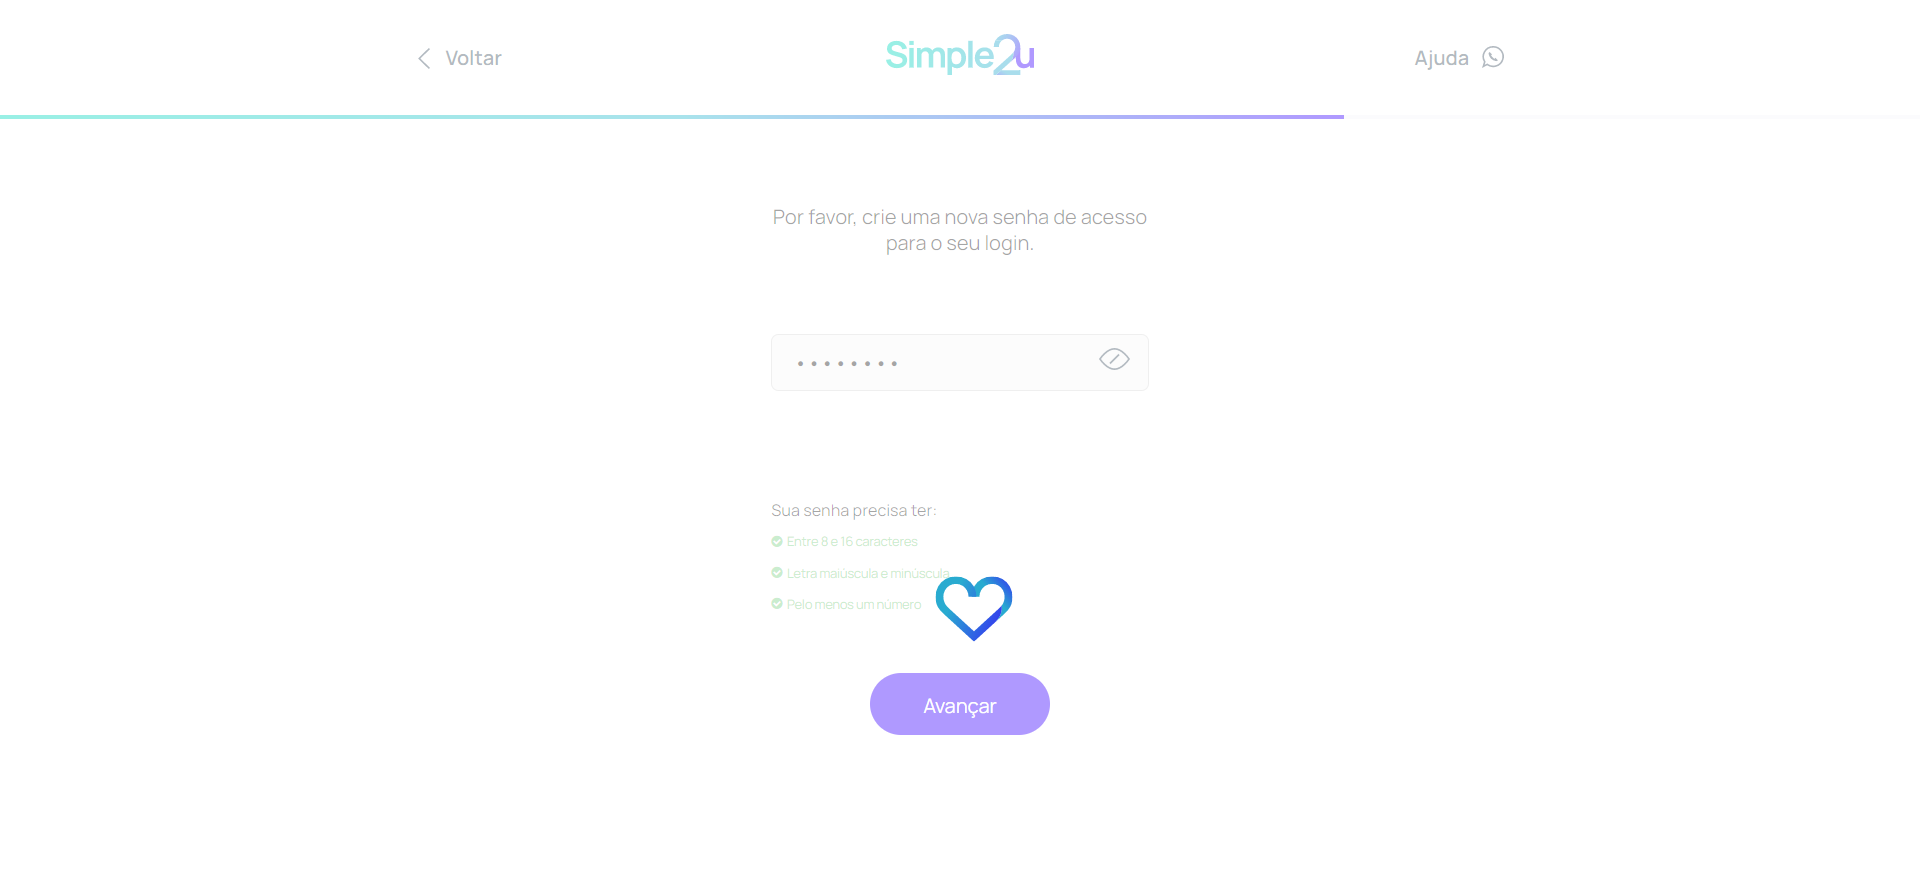 Voltar
Simple2u
Ajuda
Por favor, crie uma nova senha de acesso
para o seu login.
••••••••
Sua senha precisa ter:
Entre 8 e 16 caracteres
Letra maiúscula e minúscula
Pelo menos um número
Avançar